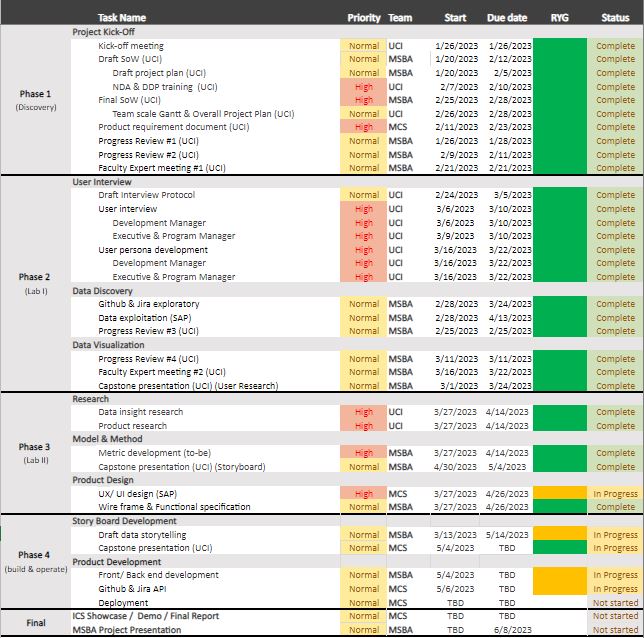 Task Name Priority Team Start Due date RYG Status
Project Kick-Off
Kick-off meeting Normal UCI 1/26/2023 1/26/2023 Complete
Draft SoW (UCI) Normal MSBA 1/20/2023 2/12/2023 Complete
Draft project plan (UCI) Normal MSBA 1/20/2023 2/5/2023 Complete
Phase 1
(Discovery)
NDA & DDP training (UCI) High UCI 2/7/2023 2/10/2023 Complete
Final SoW (UCI) High MSBA 2/25/2023 2/28/2023 Complete
Team scale Gantt & Overall Project Plan (UCI) Normal UCI 2/26/2023 2/28/2023 Complete
Product requirement document (UCI) High MCS 2/11/2023 2/23/2023 Complete
Progress Review #1 (UCI) Normal MSBA 1/26/2023 1/28/2023 Complete
Progress Review #2 (UCI) Normal MSBA 2/9/2023 2/11/2023 Complete
Faculty Expert meeting #1 (UCI) Normal MSBA 2/21/2023 2/21/2023 Complete
User Interview
Draft Interview Protocol Normal UCI 2/24/2023 3/5/2023 Complete
User interview High UCI 3/6/2023 3/10/2023 Complete
Development Manager High UCI 3/6/2023 3/10/2023 Complete
Executive & Program Manager High UCI 3/9/2023 3/10/2023 Complete
User persona development High UCI 3/16/2023 3/22/2023 Complete
Development Manager High UCI 3/16/2023 3/22/2023 Complete
Phase 2
(Lab I)
Executive & Program Manager High UCI 3/16/2023 3/22/2023 Complete
Data Discovery
Github & Jira exploratory Normal MSBA 2/28/2023 3/24/2023 Complete
Data exploitation (SAP) Normal MSBA 2/28/2023 4/13/2023 Complete
Progress Review #3 (UCI) Normal MSBA 2/25/2023 2/25/2023 Complete
Data Visualization
Progress Review #4 (UCI) Normal MSBA 3/11/2023 3/11/2023 Complete
Faculty Expert meeting #2 (UCI) Normal MSBA 3/16/2023 3/22/2023 Complete
Capstone presentation (UCI) (User Research) Normal MSBA 3/1/2023 3/24/2023 Complete
Research
Data insight research High UCI 3/27/2023 4/14/2023 Complete
Product research High UCI 3/27/2023 4/14/2023 Complete
Phase 3
(Lab II)
Model & Method
Metric development (to-be) High MSBA 3/27/2023 4/14/2023 Complete
Capstone presentation (UCI) (Storyboard) Normal MSBA 4/30/2023 5/4/2023 Complete
Product Design
UX/ UI design (SAP) High MCS 3/27/2023 4/26/2023 In Progress
Wire frame & Functional specification Normal MSBA 3/27/2023 4/26/2023 Complete
Story Board Development
Draft data storytelling Normal MSBA 3/13/2023 5/14/2023 In Progress
Capstone presentation (UCI) Normal MCS 5/4/2023 TBD In Progress
Phase 4
(build & operate)
Product Development
Front/ Back end development Normal MSBA 5/4/2023 TBD In Progress
Github & Jira API Normal MCS 5/6/2023 TBD In Progress
Deployment Normal MCS TBD TBD Not started
Final
ICS Showcase / Demo / Final Report Normal MCS TBD TBD Not started
MSBA Project Presentation Normal MSBA TBD 6/8/2023 Not started